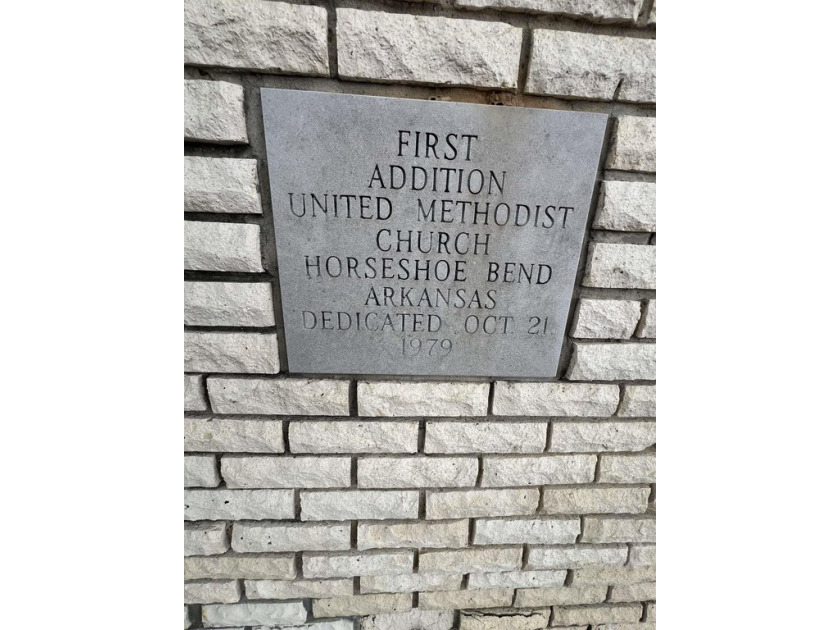 FIRST
ADDITION
UNITED METHODIST
CHURCH
HORSESHOE BEND
ARKANSAS
DEDICATED OCT. 21,
1979